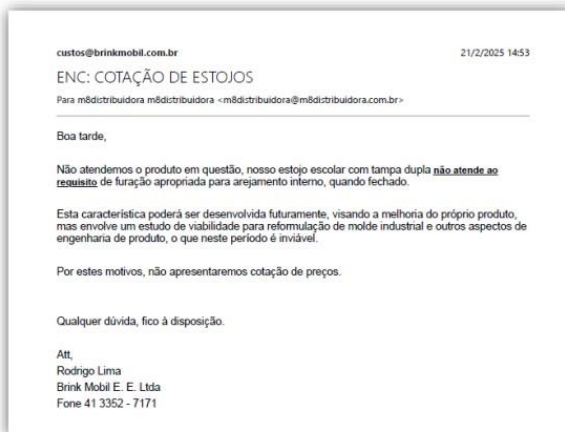 custos@brinkmobil.com.br 21/2/2025 14:53
ENC: COTAÇÃO DE ESTOJOS
Para m8distribuidora m8distribuidora <m8distribuidora@m8distribuidora.com.br>
Boa tarde,
Não atendemos o produto em questão, nosso estojo escolar com tampa dupla não atende ao
requisito de furação apropriada para arejamento interno, quando fechado.
Esta característica poderá ser desenvolvida futuramente, visando a melhoria do próprio produto,
mas envolve um estudo de viabilidade para reformulação de molde industrial e outros aspectos de
engenharia de produto, o que neste período é inviável.
Por estes motivos, não apresentaremos cotação de preços.
Qualquer dúvida, fico à disposição.
Att,
Rodrigo Lima
Brink Mobil E. E. Ltda
Fone 41 3352 - 7171